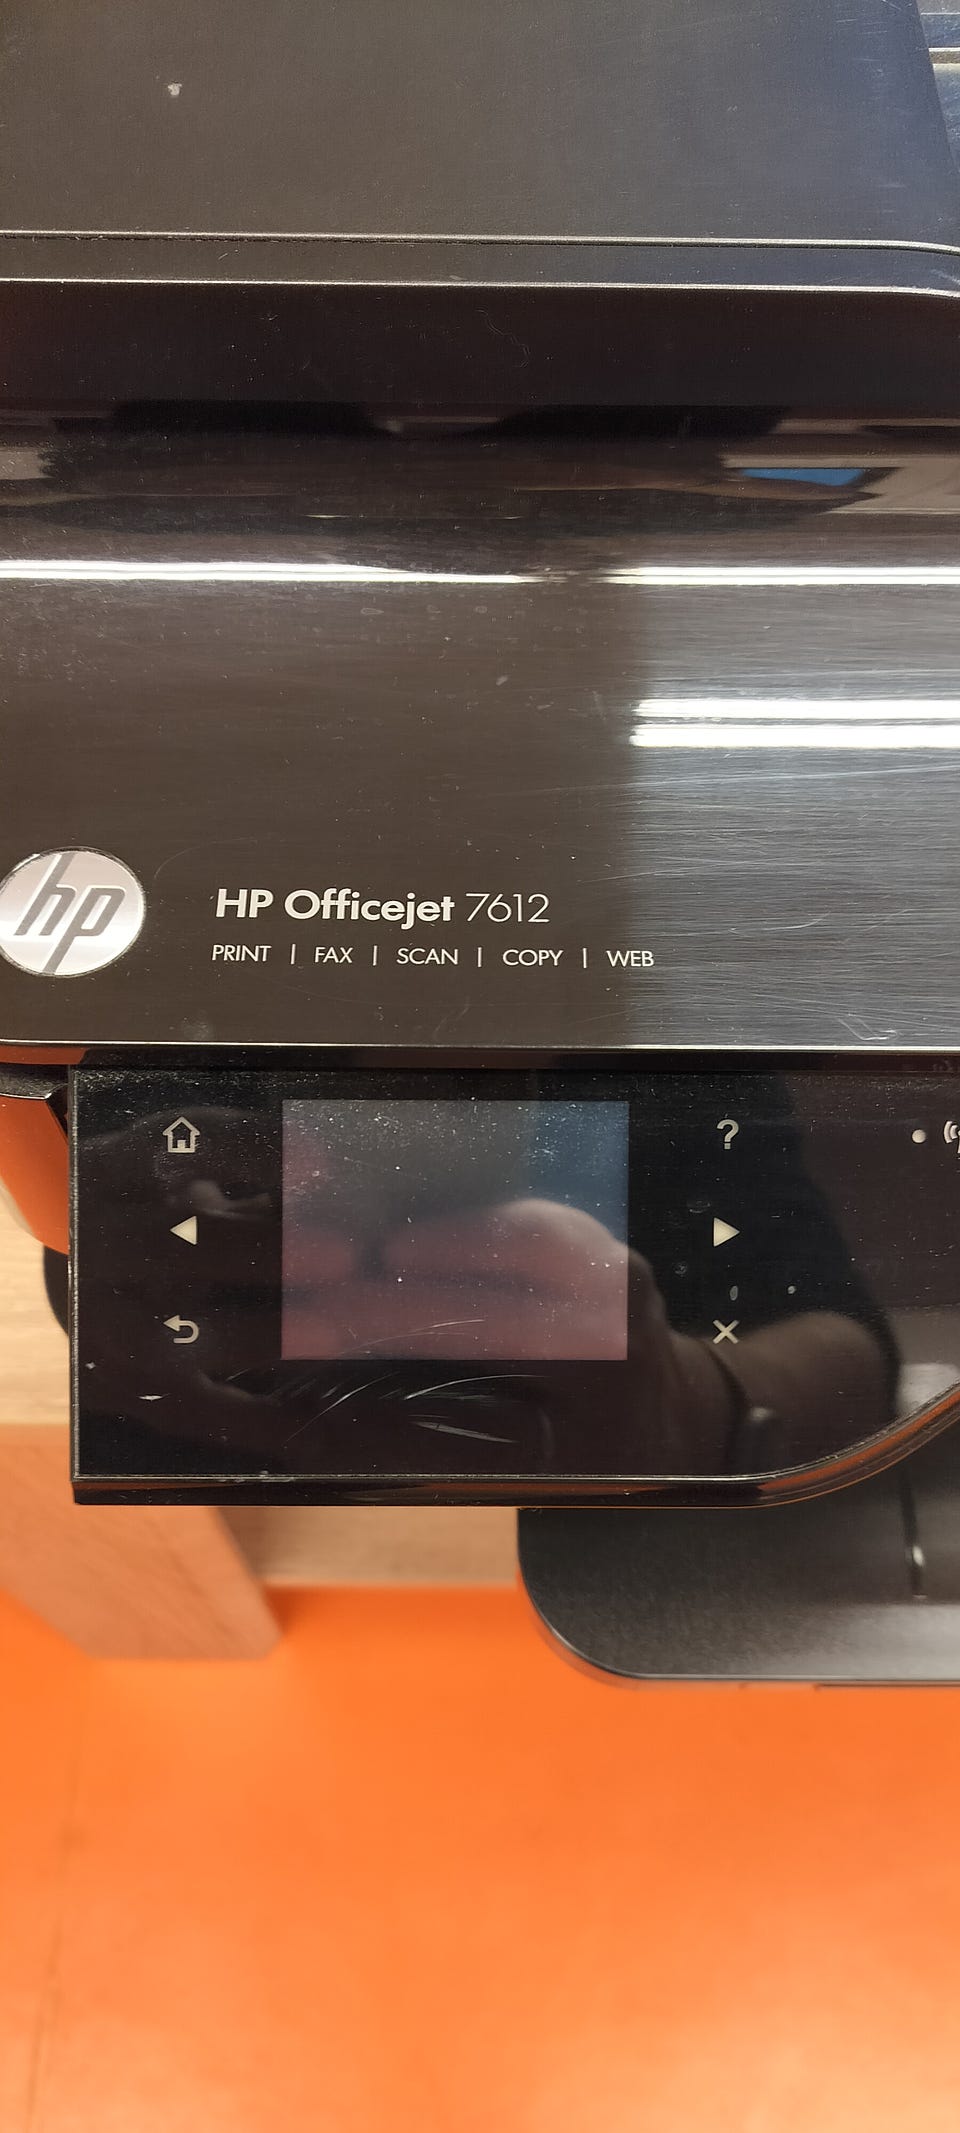 hp
HP Officejet 7612
PRINT | FAX | SCAN | COPY | WEB
?